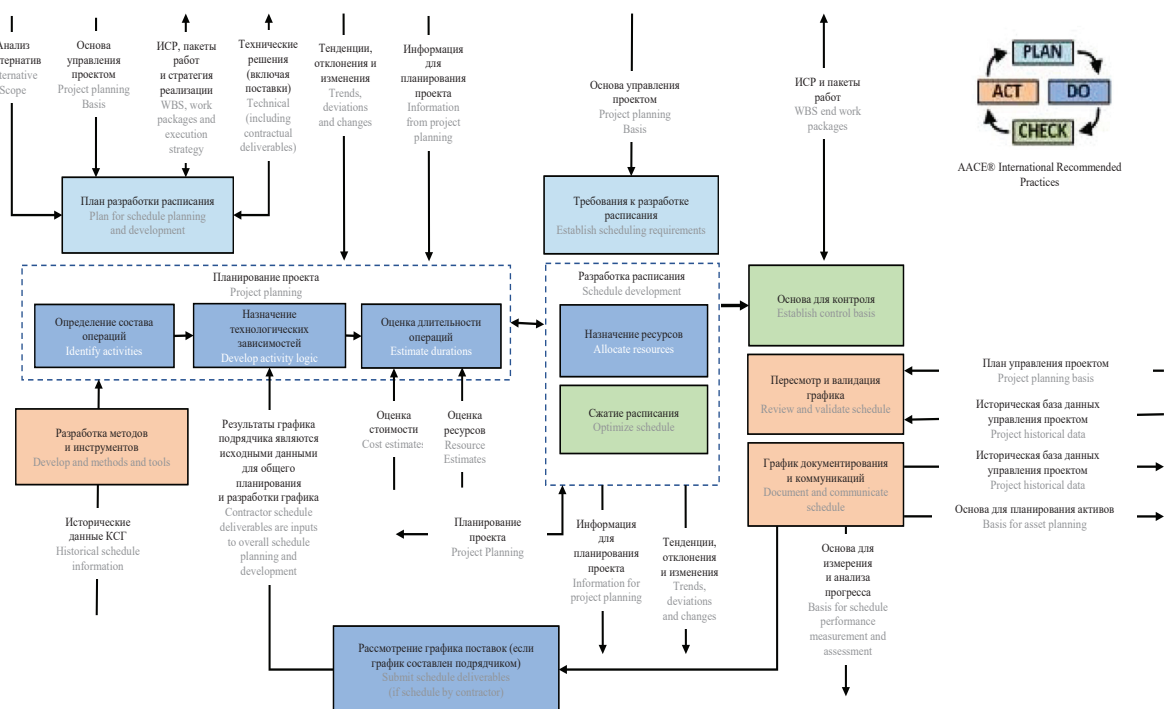 Анализ
Alternative
Scope
Основа
управления
проектом
Project planning
Basis
ИСР, пакеты
работ
и стратегия
реализации
WBS, work
packages and
execution
strategy
Технические
решения
(включая
поставки)
Technical
(including
contractual
deliverables)
Тенденции,
отклонения и
изменения
Trends,
deviations
and changes
Информация
для
планирования
проекта
Information
from project
planning
Основа управления
проектом
Project planning
Basis
ИСР и пакеты
работ
WBS end work
packages
PLAN
ACT
DO
CHECK
AACE® International Recommended
Practices
План разработки расписания
Plan for schedule planning
and development
Требования к разработке
расписания
Establish scheduling requirements
Планирование проекта
Project planning
Определение состава
операций
Identify activities
Назначение
технологических
зависимостей
Develop activity logic
Оценка длительности
операций
Estimate durations
Разработка расписания
Schedule development
Назначение ресурсов
Allocate resources
Сжатие расписания
Optimize schedule
Основа для контроля
Establish control basis
Пересмотр и валидация
графика
Review and validate schedule
График документирования
и коммуникаций
Document and communicate
schedule
План управления проектом
Project planning basis
Историческая база данных
управления проектом
Project historical data
Историческая база данных
управления проектом
Project historical data
Основа для планирования активов
Basis for asset planning
Разработка методов
и инструментов
Develop and methods and tools
Исторические
данные КСГ
Historical schedule
information
Результаты графика
подрядчика являются
исходными данными
для общего
планирования
и разработки графика
Contractor schedule
deliverables are inputs
to overall schedule
planning and
development
Оценка
стоимости
Cost estimates
Оценка
ресурсов
Resource
Estimates
Планирование
проекта
Project Planning
Информация
для
планирования
проекта
Information for
project planning
Тенденции,
отклонения
и изменения
Trends,
deviations
and changes
Основа для
измерения
и анализа
прогресса
Basis for schedule
performance
measurement and
assessment
Рассмотрение графика поставок (если
график составлен подрядчиком)
Submit schedule deliverables
(if schedule by contractor)